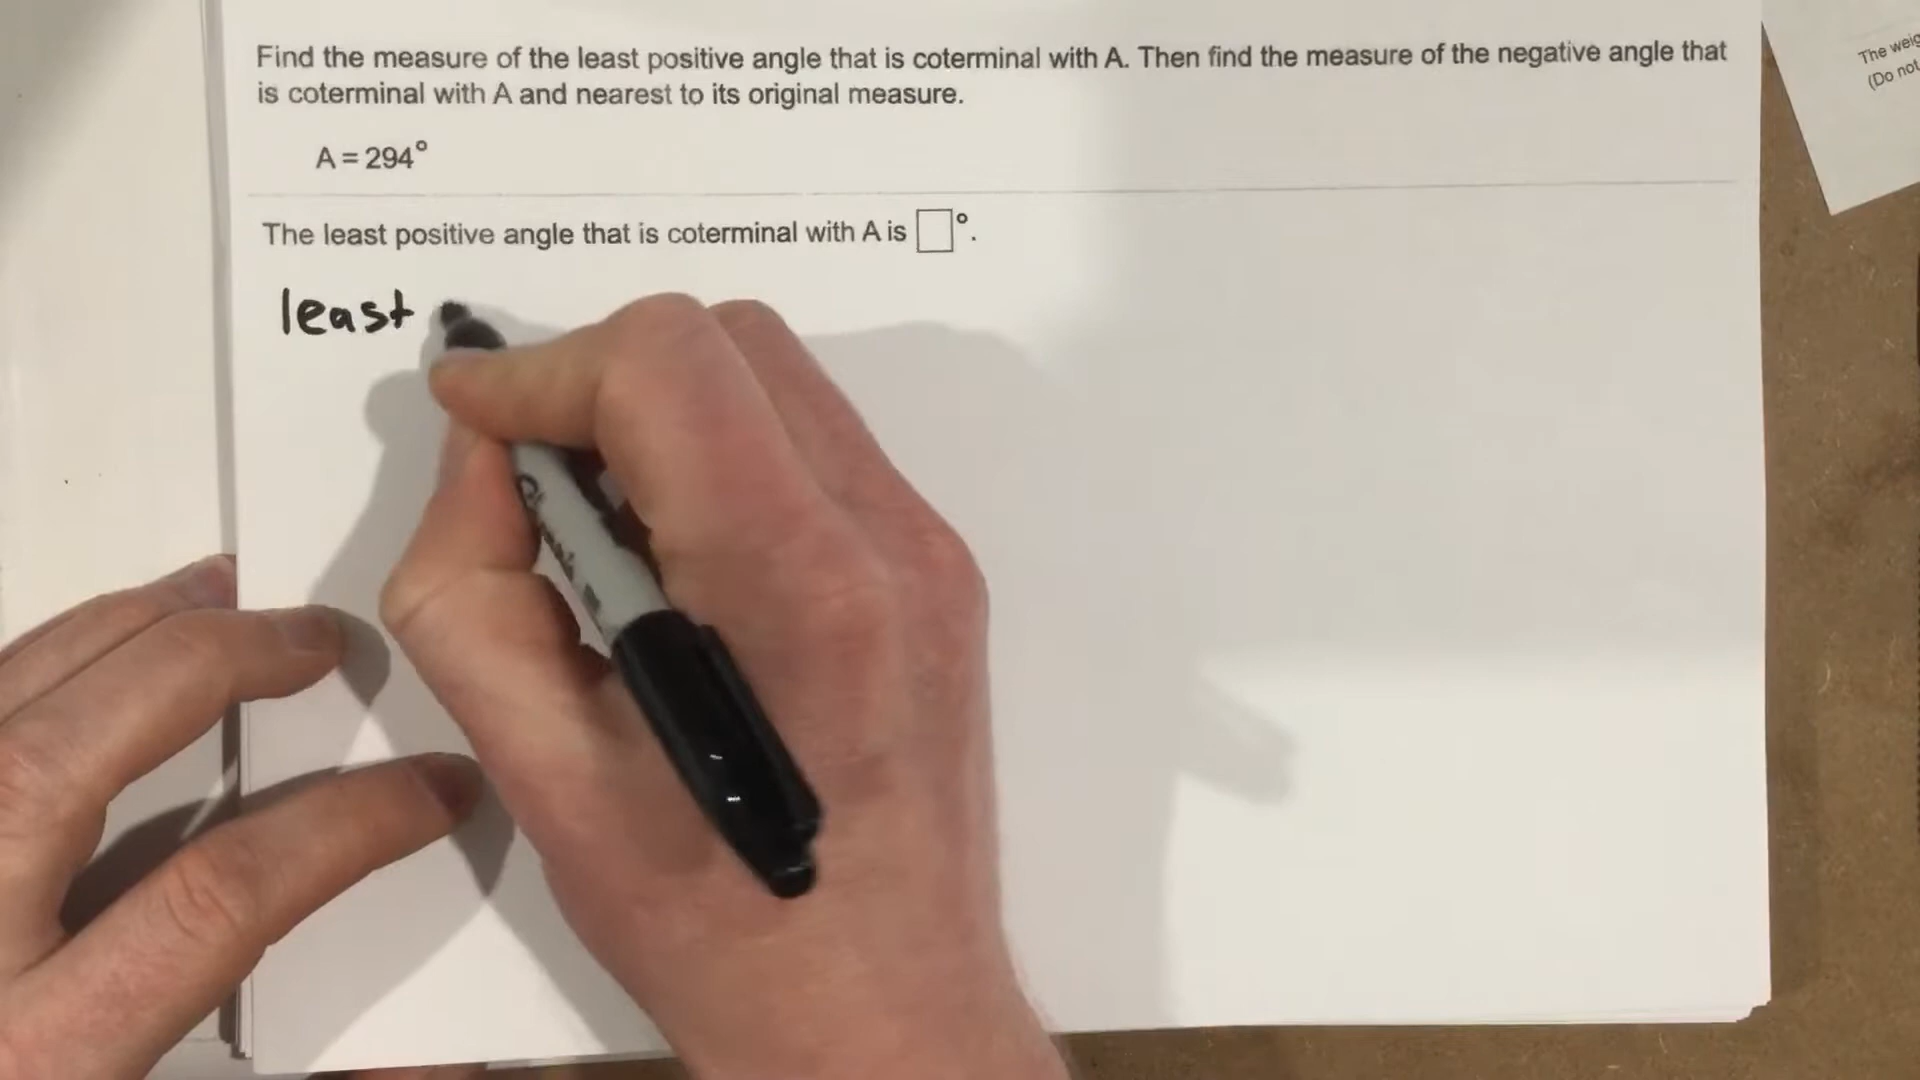 Find the measure of the least positive angle that is coterminal with A. Then find the measure of the negative angle that
is coterminal with A and nearest to its original measure.
A = 294°
The least positive angle that is coterminal with A is □°.
least
The
(Do not